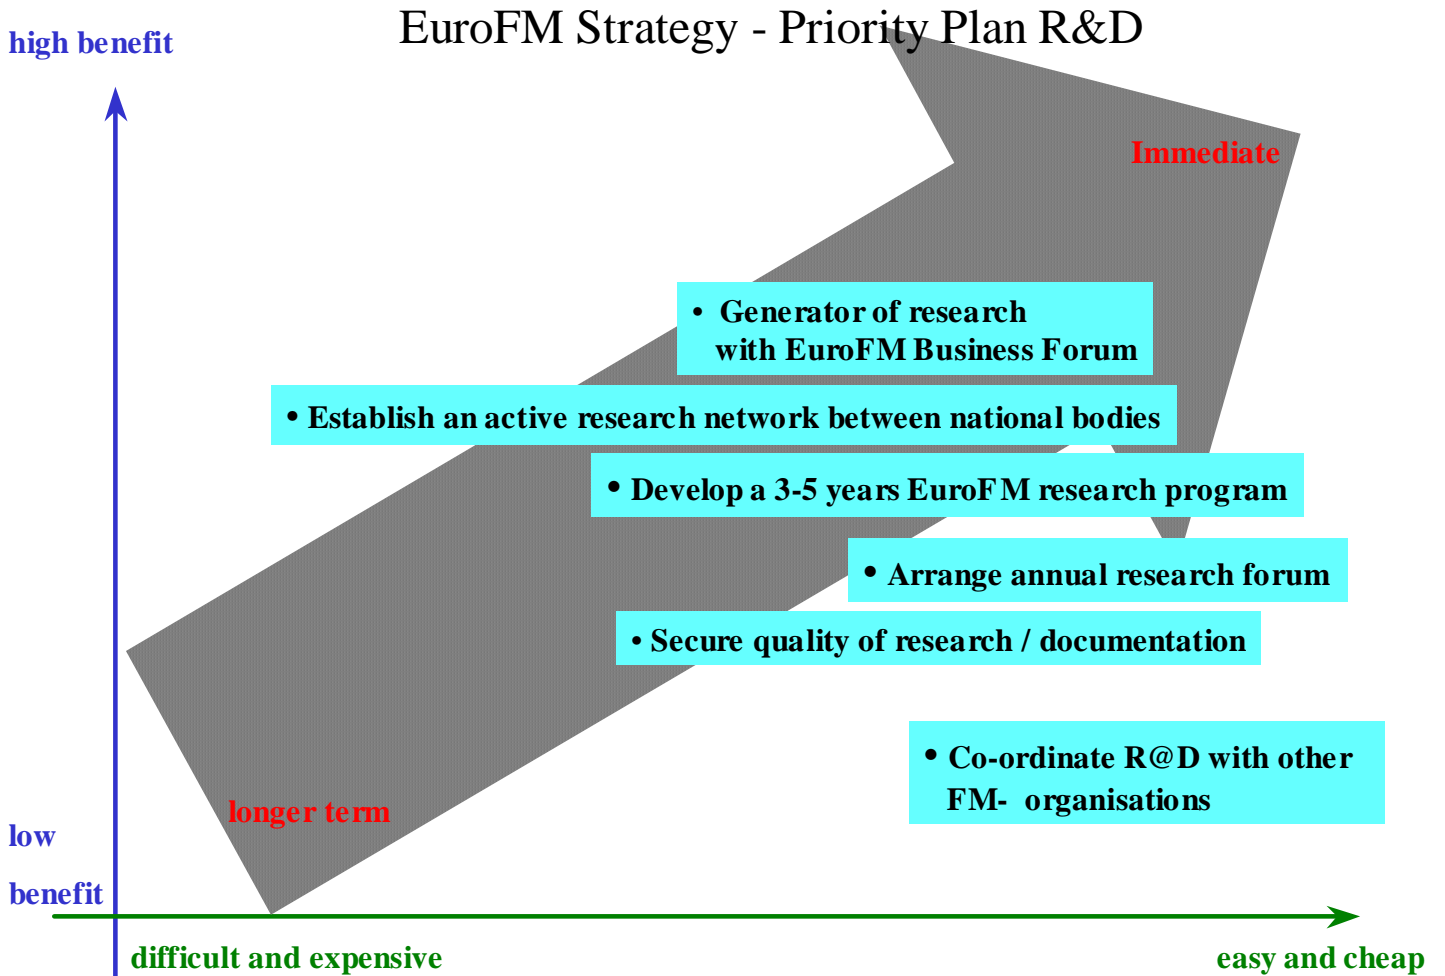 EuroFM Strategy - Priority Plan R&D
high benefit
Immediate
• Generator of research
with EuroFM Business Forum
• Establish an active research network between national bodies
• Develop a 3-5 years EuroFM research program
• Arrange annual research forum
• Secure quality of research / documentation
• Co-ordinate R@D with other
FM- organisations
longer term
low
benefit
difficult and expensive
easy and cheap